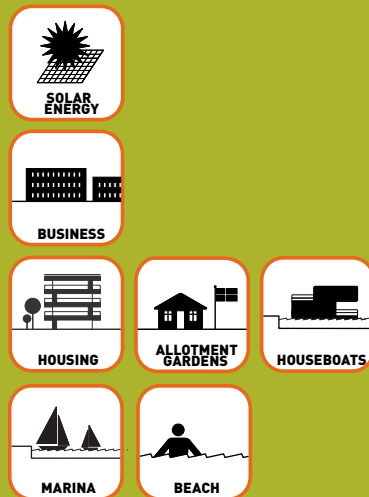 SOLAR
ENERGY
BUSINESS
HOUSING
ALLOTMENT
GARDENS
HOUSEBOATS
MARINA
BEACH